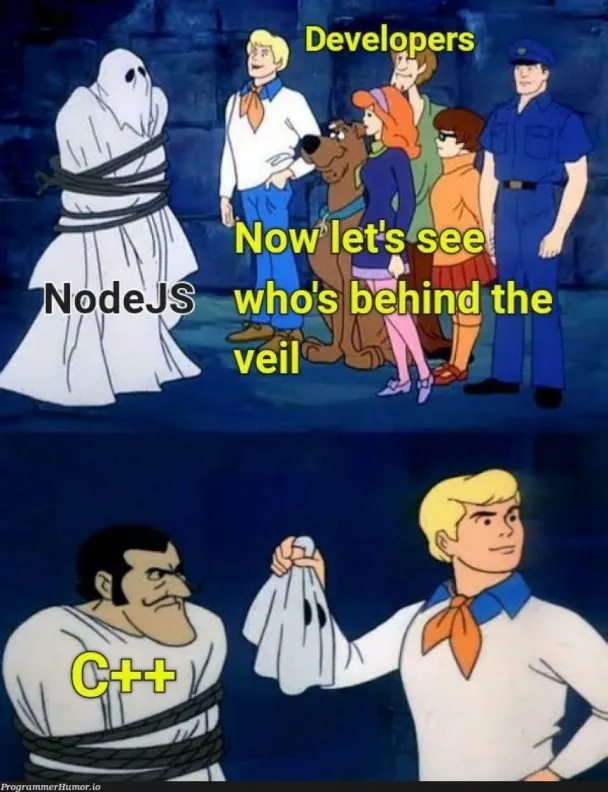 Developers
Now let's see
NodeJS who's behind the
veil
C++
ProgrammerHumor.io